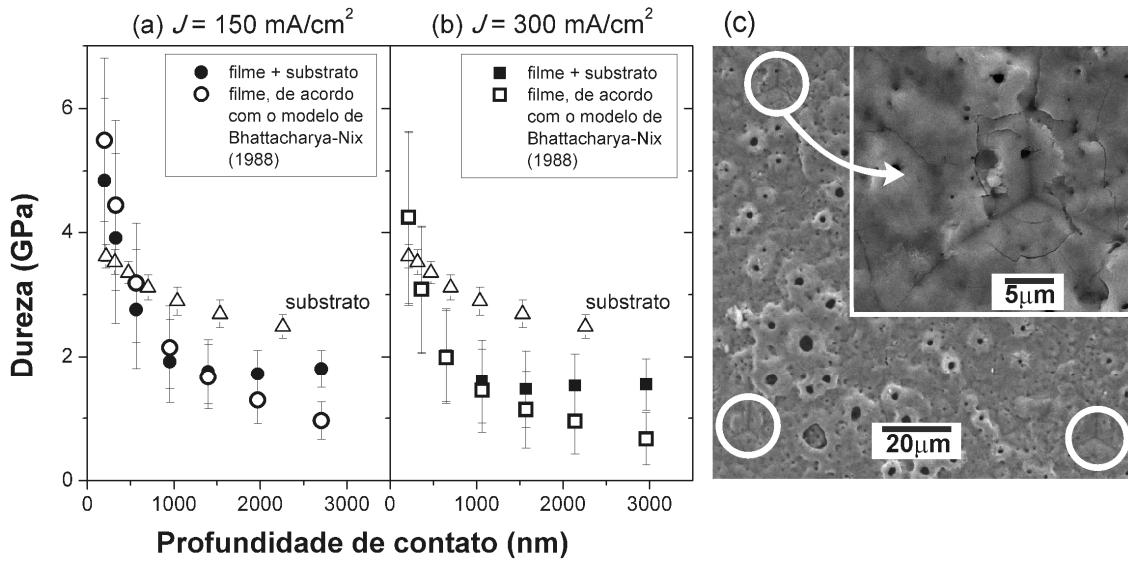 (a) J = 150 mA/cm²
(b) J = 300 mA/cm²
(c)
filme + substrato
filme, de acordo
com o modelo de
Bhattacharya-Nix
(1988)
filme + substrato
filme, de acordo
com o modelo de
Bhattacharya-Nix
(1988)
Dureza (GPa)
6
4
2
0
substrato
substrato
0 1000 2000 3000
0 1000 2000 3000
Profundidade de contato (nm)
5µm
20µm